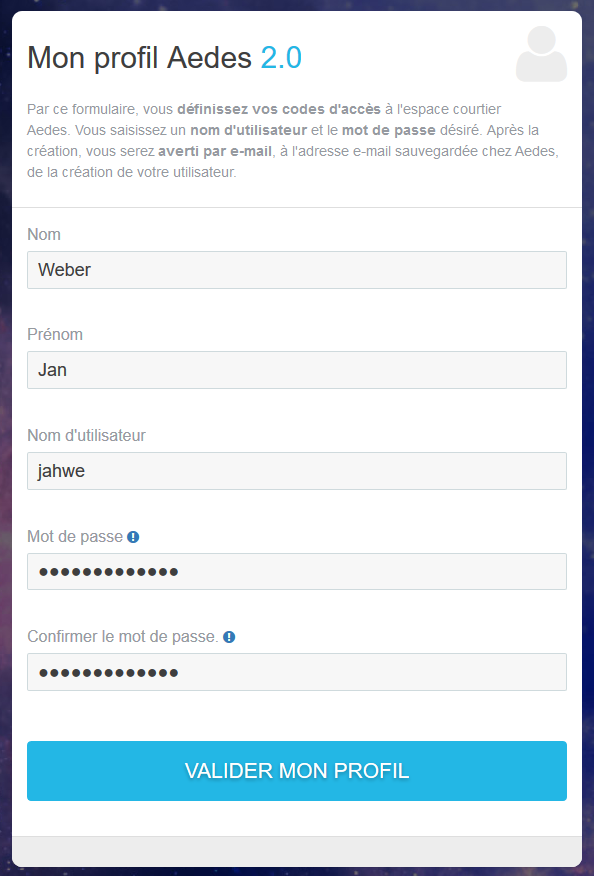 Mon profil Aedes 2.0
Par ce formulaire, vous définissez vos codes d'accès à l'espace courtier
Aedes. Vous saisissez un nom d'utilisateur et le mot de passe désiré. Après la
création, vous serez averti par e-mail, à l'adresse e-mail sauvegardée chez Aedes,
de la création de votre utilisateur.
Nom
Weber
Prénom
Jan
Nom d'utilisateur
jahwe
Mot de passe
●●●●●●●●●●●●●
Confirmer le mot de passe.
●●●●●●●●●●●●●
VALIDER MON PROFIL